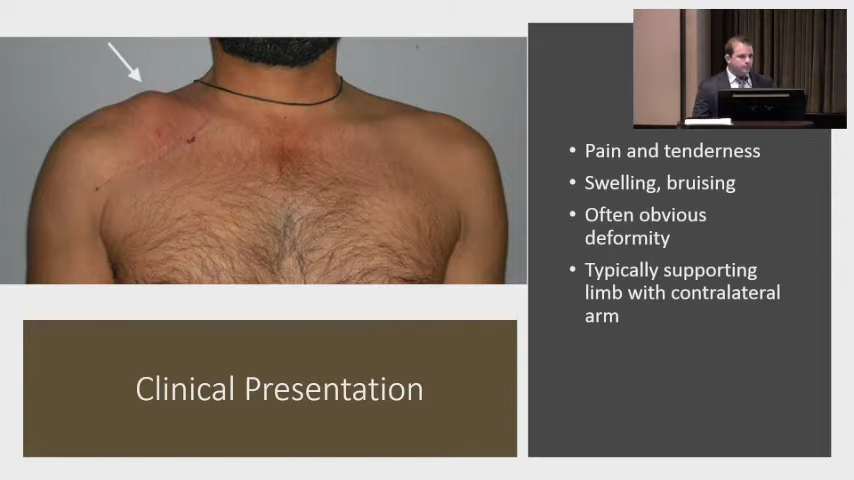 • Pain and tenderness
• Swelling, bruising
• Often obvious
deformity
• Typically supporting
limb with contralateral
arm
Clinical Presentation